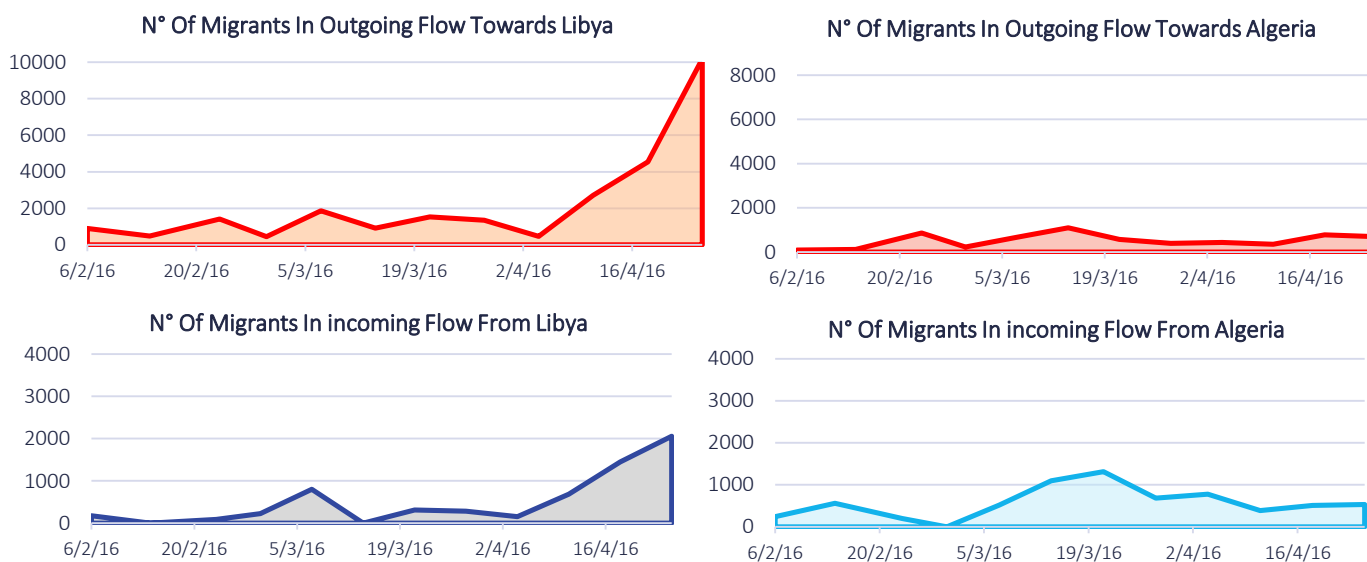 N° Of Migrants In Outgoing Flow Towards Libya
10000
8000
6000
4000
2000
0
6/2/16 20/2/16 5/3/16 19/3/16 2/4/16 16/4/16
N° Of Migrants In Outgoing Flow Towards Algeria
8000
6000
4000
2000
0
6/2/16 20/2/16 5/3/16 19/3/16 2/4/16 16/4/16
N° Of Migrants In incoming Flow From Libya
4000
3000
2000
1000
0
6/2/16 20/2/16 5/3/16 19/3/16 2/4/16 16/4/16
N° Of Migrants In incoming Flow From Algeria
4000
3000
2000
1000
0
6/2/16 20/2/16 5/3/16 19/3/16 2/4/16 16/4/16